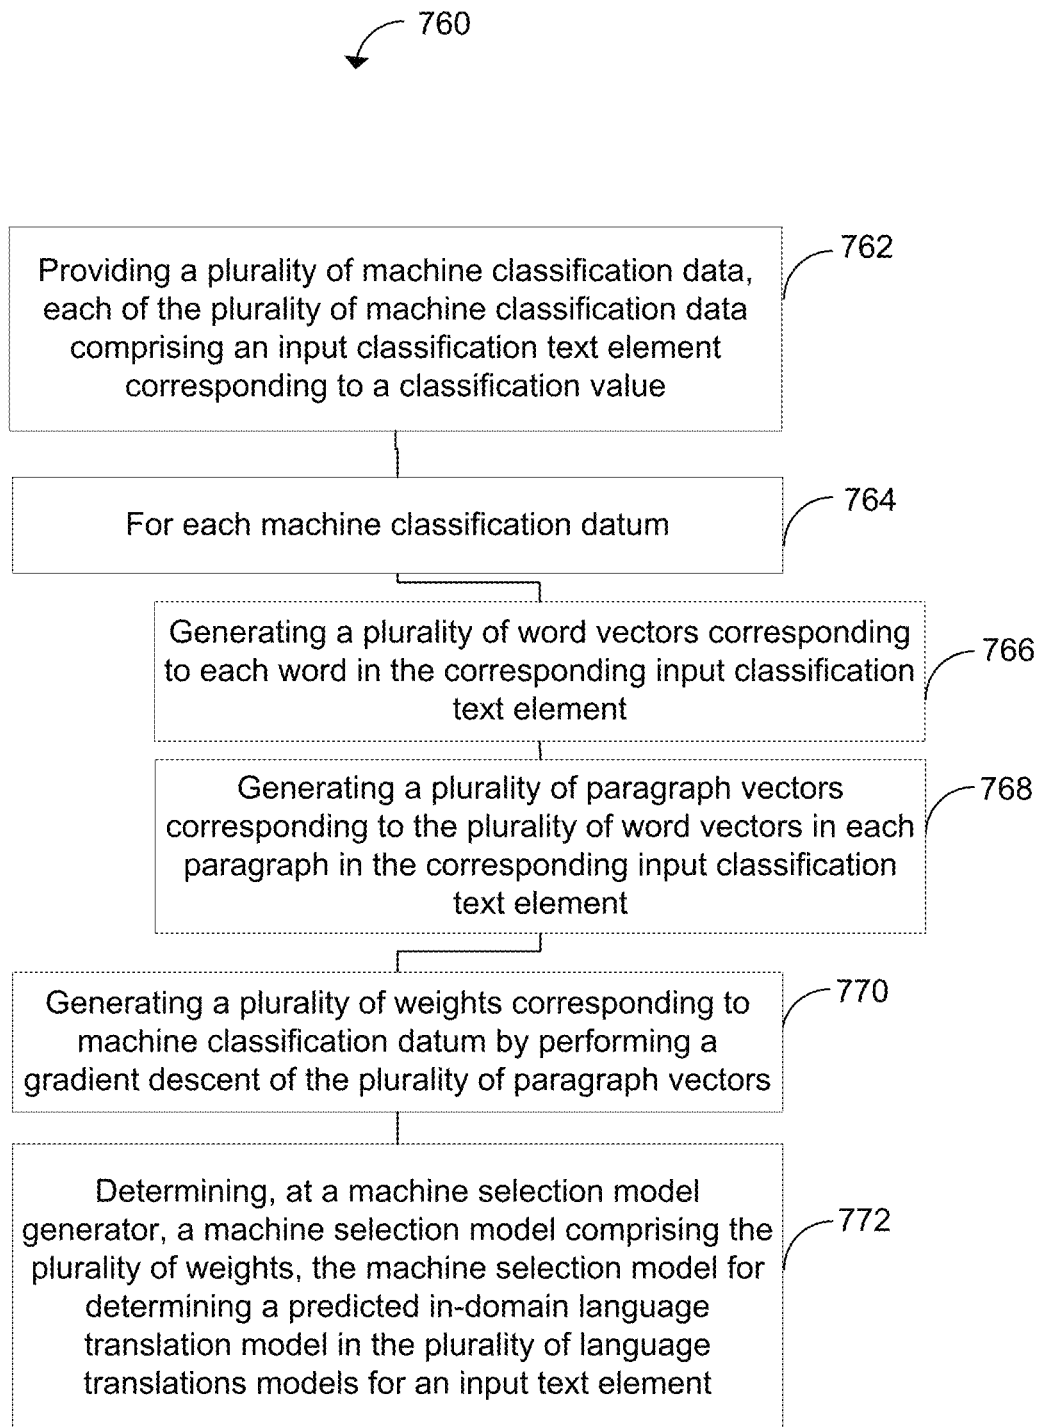 760
Providing a plurality of machine classification data,
each of the plurality of machine classification data
comprising an input classification text element
corresponding to a classification value
762
For each machine classification datum
764
Generating a plurality of word vectors corresponding
to each word in the corresponding input classification
text element
766
Generating a plurality of paragraph vectors
corresponding to the plurality of word vectors in each
paragraph in the corresponding input classification
text element
768
Generating a plurality of weights corresponding to
machine classification datum by performing a
gradient descent of the plurality of paragraph vectors
770
Determining, at a machine selection model
generator, a machine selection model comprising the
plurality of weights, the machine selection model for
determining a predicted in-domain language
translation model in the plurality of language
translations models for an input text element
772